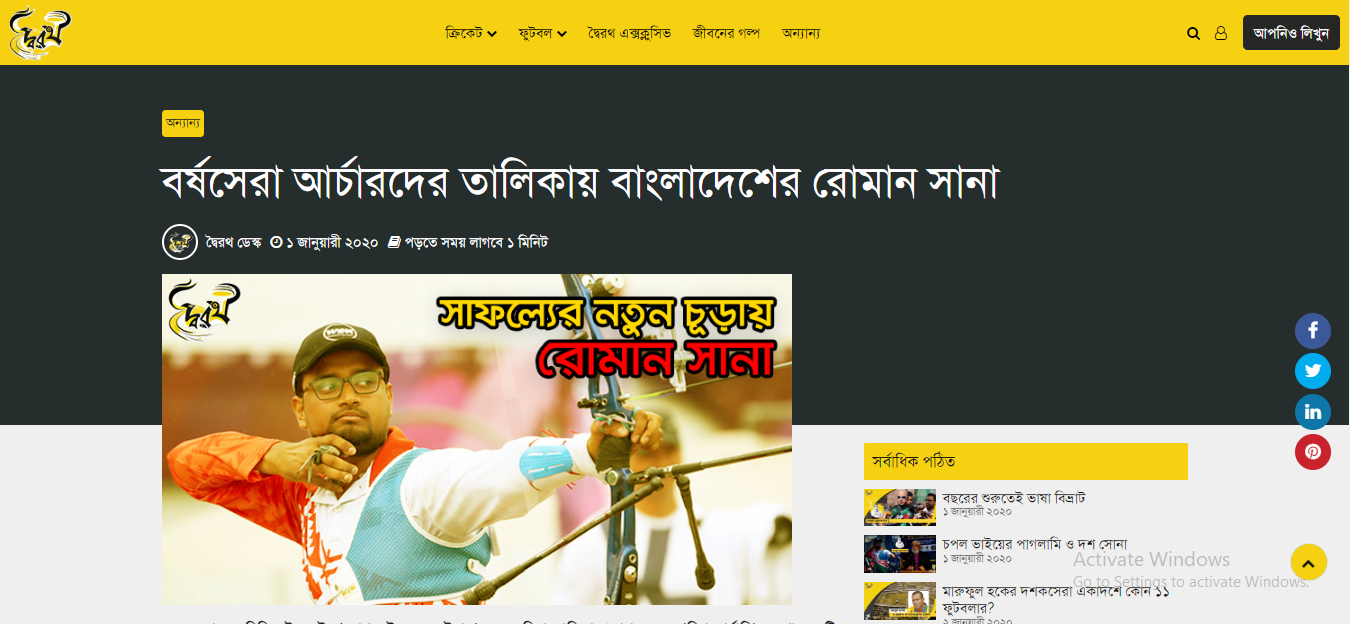 দ্বৈরথ
ক্রিকেট ফুটবল দ্বৈরথ এক্সক্লুসিভ জীবনের গল্প অন্যান্য
আপনিও লিখুন
অন্যান্য
বর্ষসেরা আর্চারদের তালিকায় বাংলাদেশের রোমান সানা
দ্বৈরথ ডেস্ক ১ জানুয়ারী ২০২০ পড়তে সময় লাগবে ১ মিনিট
দ্বৈরথ
সাফল্যের নতুন চূড়ায়
রোমান সানা
সর্বাধিক পঠিত
বছরের শুরুতেই ভাষা বিভ্রাট
১ জানুয়ারী ২০২০
চপল ভাইয়ের পাগলামি ও দশ সোনা
১ জানুয়ারী ২০২০
মারুফুল হকের দশকসেরা একাদশে কোন ১১
ফুটবলার?
২ জানুয়ারী ২০২০
Activate Windows
Go to Settings to activate Windows.